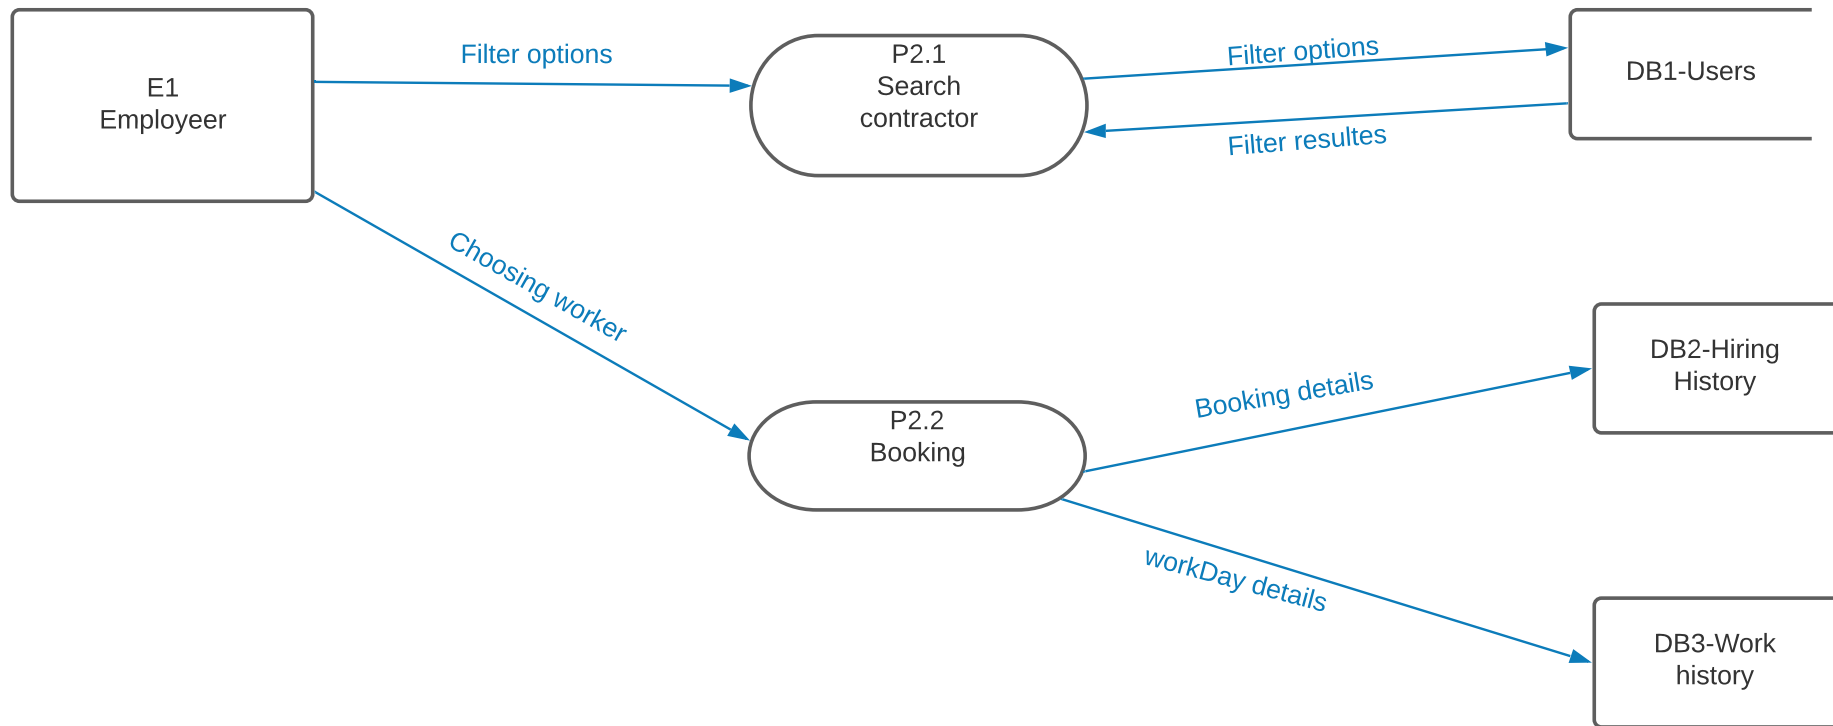 E1
Employeer
Filter options
P2.1
Search
contractor
Filter options
Filter resultes
DB1-Users
Choosing worker
P2.2
Booking
Booking details
DB2-Hiring
History
workDay details
DB3-Work
history